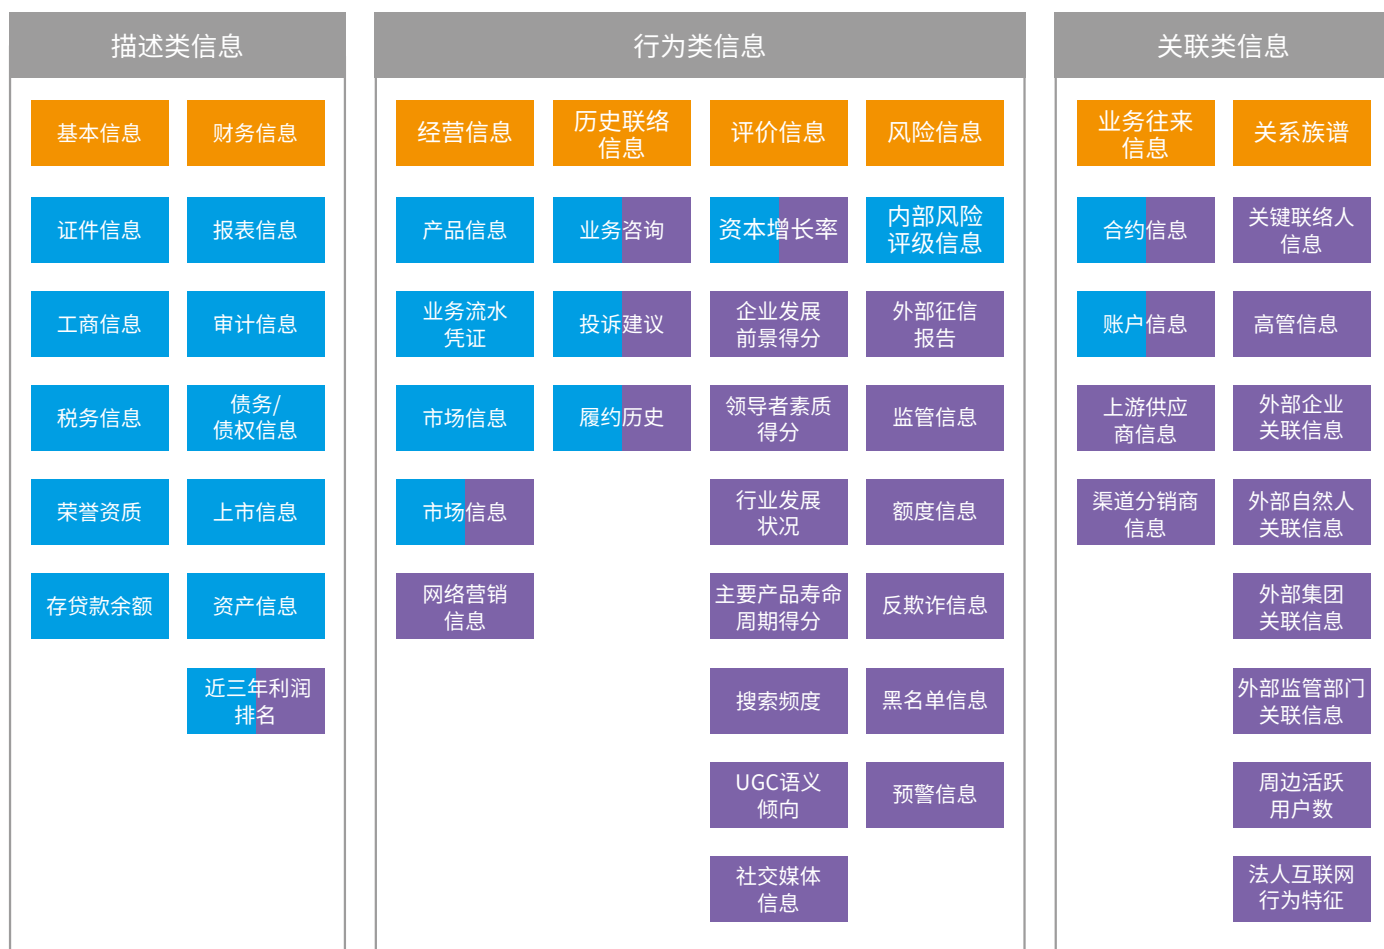 描述类信息
基本信息
证件信息
工商信息
税务信息
荣誉资质
存贷款余额
财务信息
报表信息
审计信息
债务/
债权信息
上市信息
资产信息
近三年利润
排名
行为类信息
经营信息
产品信息
业务流水
凭证
市场信息
市场信息
网络营销
信息
历史联络
信息
业务咨询
投诉建议
履约历史
评价信息
资本增长率
企业发展
前景得分
领导者素质
得分
行业发展
状况
主要产品寿命
周期得分
搜索频度
UGC语义
倾向
社交媒体
信息
风险信息
内部风险
评级信息
外部征信
报告
监管信息
额度信息
反欺诈信息
黑名单信息
预警信息
关联类信息
业务往来
信息
合约信息
账户信息
上游供应
商信息
渠道分销商
信息
关系族谱
关键联络人
信息
高管信息
外部企业
关联信息
外部自然人
关联信息
外部集团
关联信息
外部监管部门
关联信息
周边活跃
用户数
法人互联网
行为特征